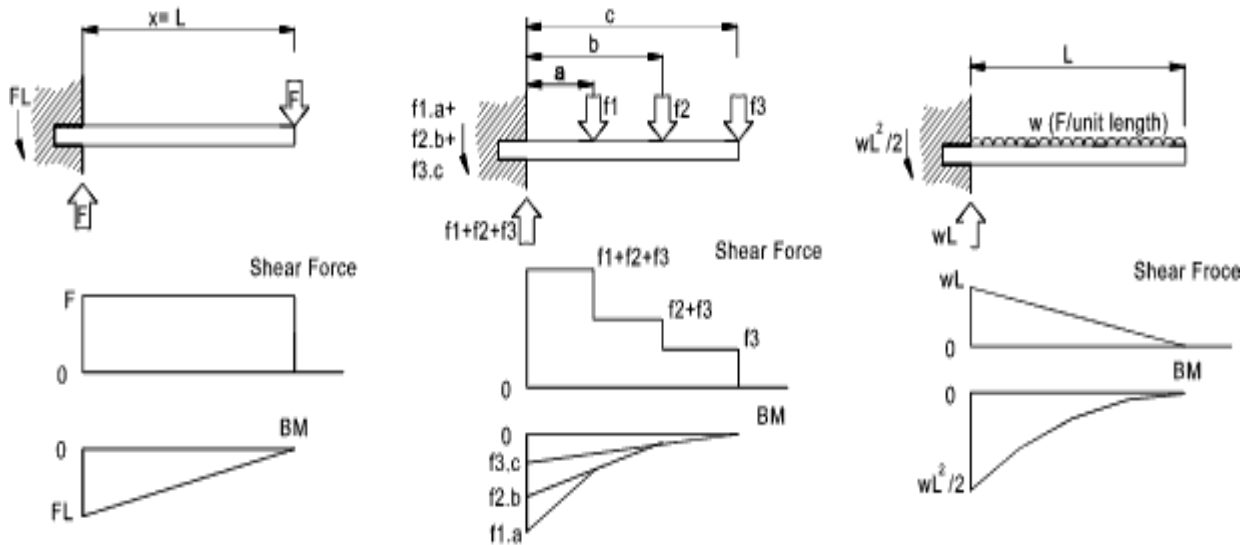 x= L
FL
F
F
Shear Force
F
0
BM
0
FL
c
b
a
f1
f2
f3
f1.a+
f2.b+
f3.c
f1+f2+f3
Shear Force
f1+f2+f3
f2+f3
f3
0
BM
0
f3.c
f2.b
f1.a
L
w (F/unit length)
wL²/2
wL
Shear Froce
wL
0
BM
0
wL²/2